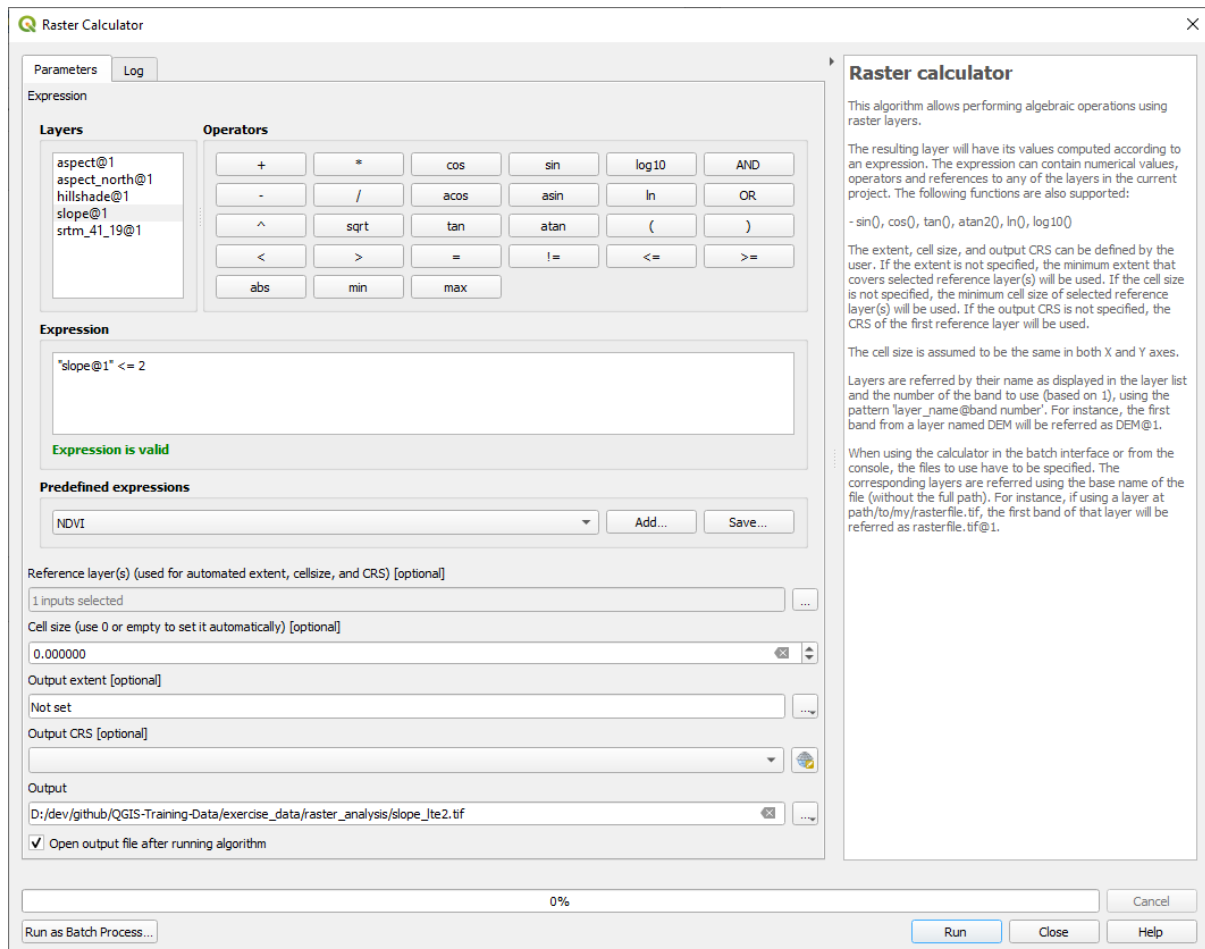 Raster Calculator
Parameters
Log
Expression
Layers
aspect@1
aspect_north@1
hillshade@1
slope@1
srtm_41_19@1
Operators
+ * cos sin log10 AND
- / acos asin ln OR
^ sqrt tan atan ( )
< > = != <= >=
abs min max
Expression
"slope@1" <= 2
Expression is valid
Predefined expressions
NDVI
Add...
Save...
Reference layer(s) (used for automated extent, cellsize, and CRS) [optional]
1 inputs selected
...
Cell size (use 0 or empty to set it automatically) [optional]
0.000000
Output extent [optional]
Not set
...
Output CRS [optional]
Output
D:/dev/github/QGIS-Training-Data/exercise_data/raster_analysis/slope_lte2.tif
...
Open output file after running algorithm
Raster calculator
This algorithm allows performing algebraic operations using
raster layers.
The resulting layer will have its values computed according to
an expression. The expression can contain numerical values,
operators and references to any of the layers in the current
project. The following functions are also supported:
- sin(), cos(), tan(), atan2(), ln(), log10()
The extent, cell size, and output CRS can be defined by the
user. If the extent is not specified, the minimum extent that
covers selected reference layer(s) will be used. If the cell size
is not specified, the minimum cell size of selected reference
layer(s) will be used. If the output CRS is not specified, the
CRS of the first reference layer will be used.
The cell size is assumed to be the same in both X and Y axes.
Layers are referred by their name as displayed in the layer list
and the number of the band to use (based on 1), using the
pattern 'layer_name@band number'. For instance, the first
band from a layer named DEM will be referred as DEM@1.
When using the calculator in the batch interface or from the
console, the files to use have to be specified. The
corresponding layers are referred using the base name of the
file (without the full path). For instance, if using a layer at
path/to/my/rasterfile.tif, the first band of that layer will be
referred as rasterfile.tif@1.
0%
Cancel
Run as Batch Process...
Run
Close
Help